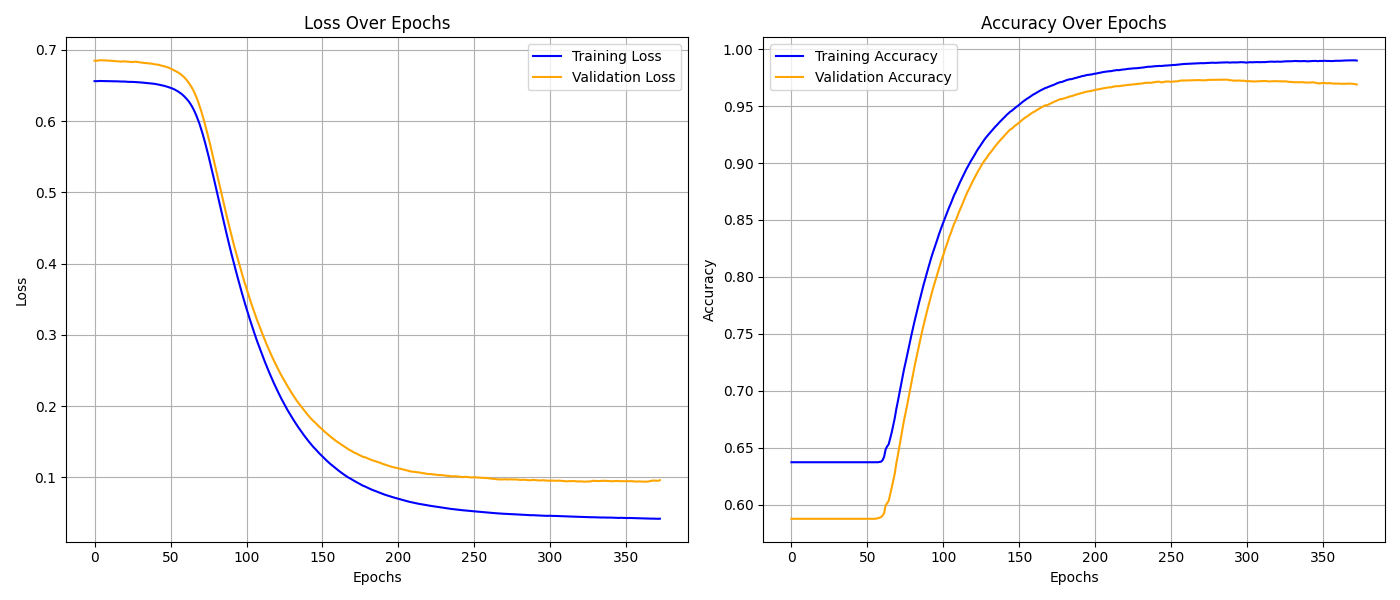 Loss Over Epochs
Training Loss
Validation Loss
0.7
0.6
0.5
0.4
0.3
0.2
0.1
Loss
0 50 100 150 200 250 300 350
Epochs
Accuracy Over Epochs
Training Accuracy
Validation Accuracy
1.00
0.95
0.90
0.85
0.80
0.75
0.70
0.65
0.60
Accuracy
0 50 100 150 200 250 300 350
Epochs